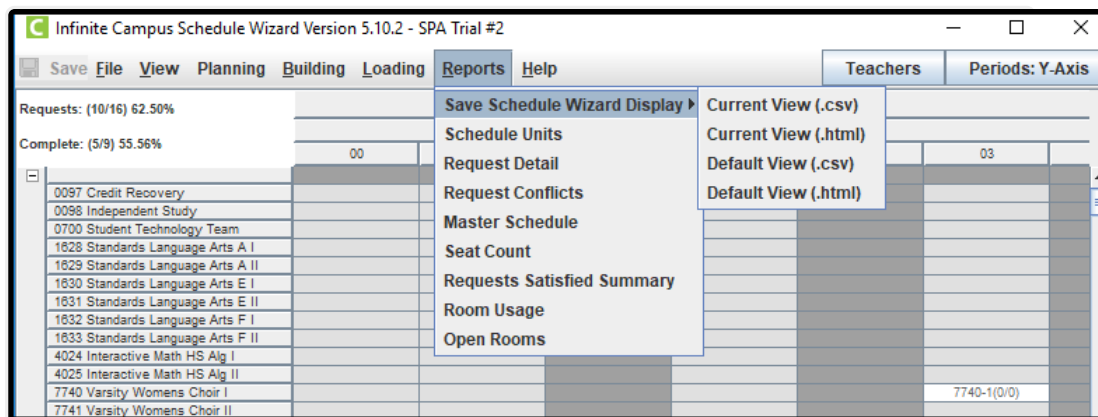 C Infinite Campus Schedule Wizard Version 5.10.2 - SPA Trial #2
Save File View Planning Building Loading Reports Help Teachers Periods: Y-Axis
Requests: (10/16) 62.50%
Complete: (5/9) 55.56%
00 03
Save Schedule Wizard Display
Schedule Units
Request Detail
Request Conflicts
Master Schedule
Seat Count
Requests Satisfied Summary
Room Usage
Open Rooms
Current View (.csv)
Current View (.html)
Default View (.csv)
Default View (.html)
0097 Credit Recovery
0098 Independent Study
0700 Student Technology Team
1628 Standards Language Arts A I
1629 Standards Language Arts A II
1630 Standards Language Arts E I
1631 Standards Language Arts E II
1632 Standards Language Arts F I
1633 Standards Language Arts F II
4024 Interactive Math HS Alg I
4025 Interactive Math HS Alg II
7740 Varsity Womens Choir I 7740-1(0/0)
7741 Varsity Womens Choir II